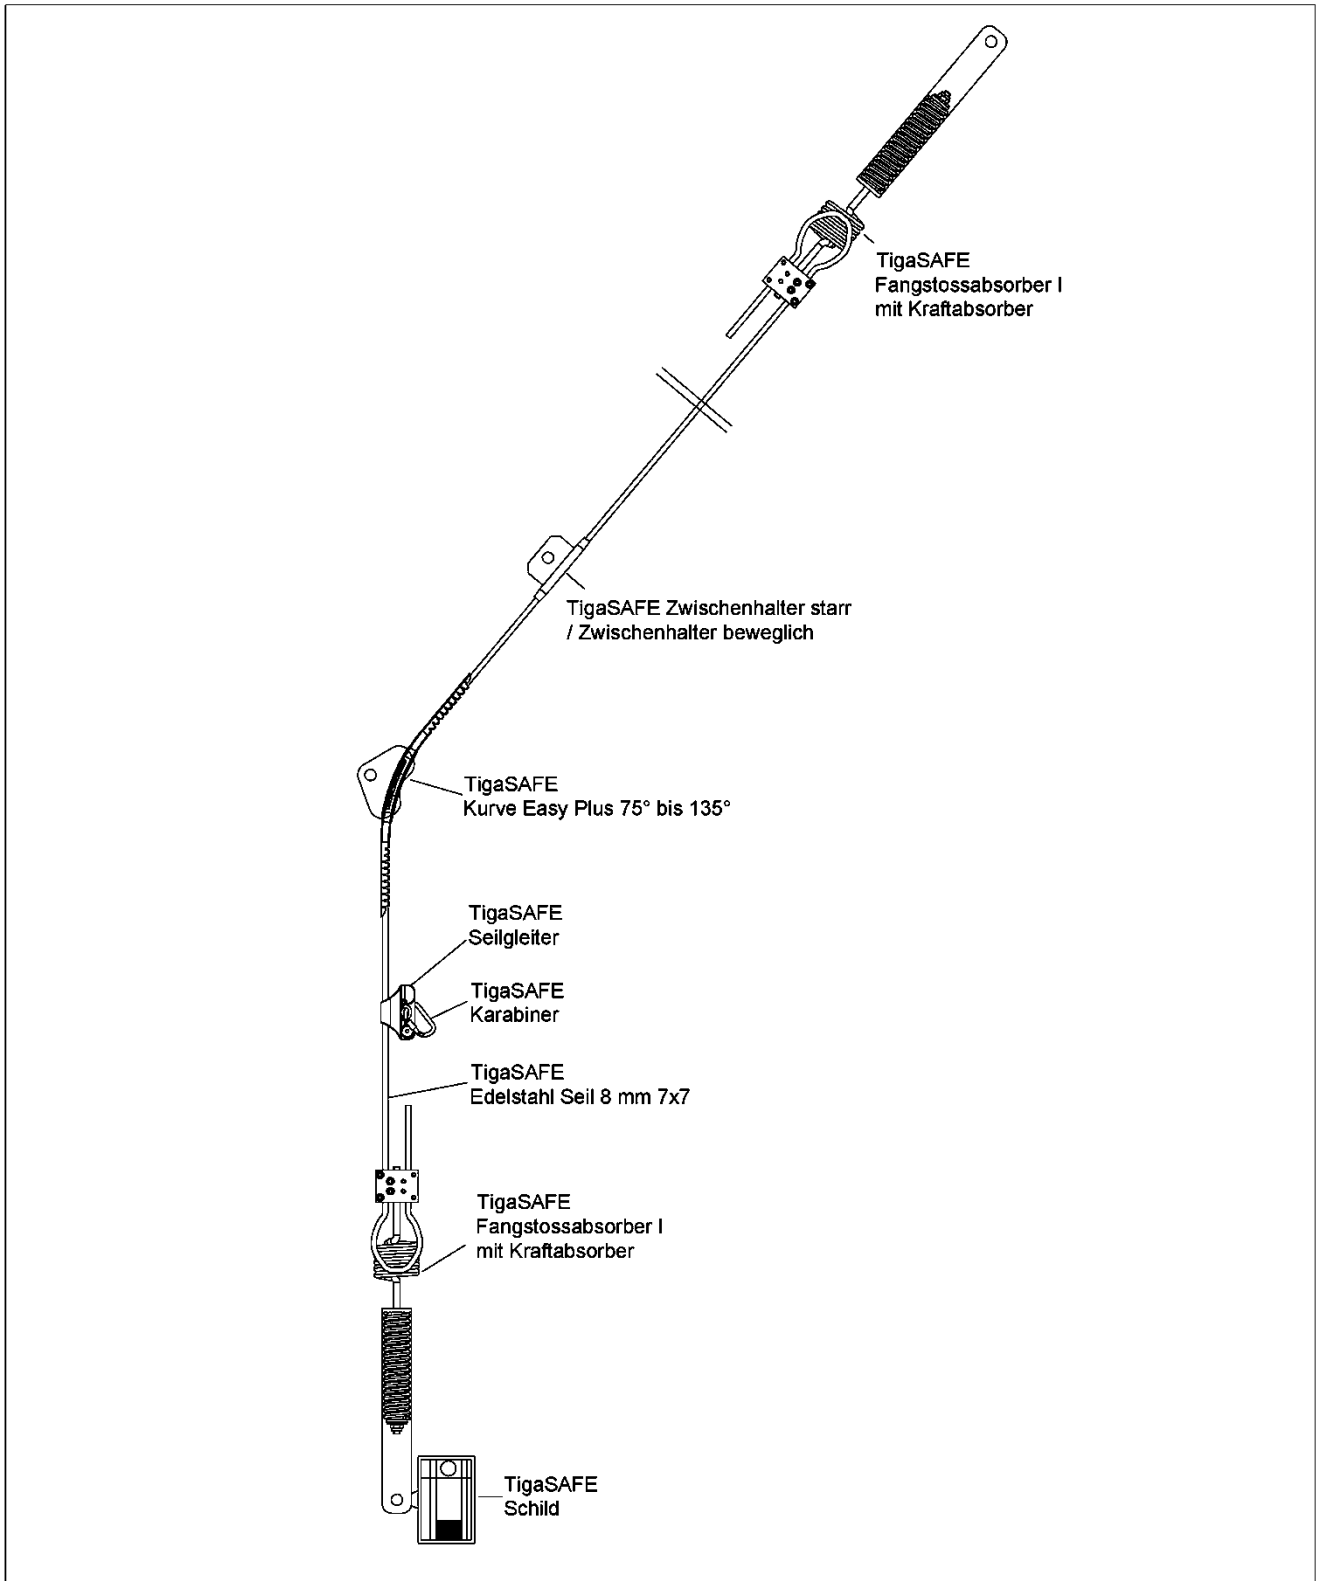 TigaSAFE
Fangstossabsorber I
mit Kraftabsorber
TigaSAFE Zwischenhalter starr
/ Zwischenhalter beweglich
TigaSAFE
Kurve Easy Plus 75° bis 135°
TigaSAFE
Seilgleiter
TigaSAFE
Karabiner
TigaSAFE
Edelstahl Seil 8 mm 7x7
TigaSAFE
Fangstossabsorber I
mit Kraftabsorber
TigaSAFE
Schild